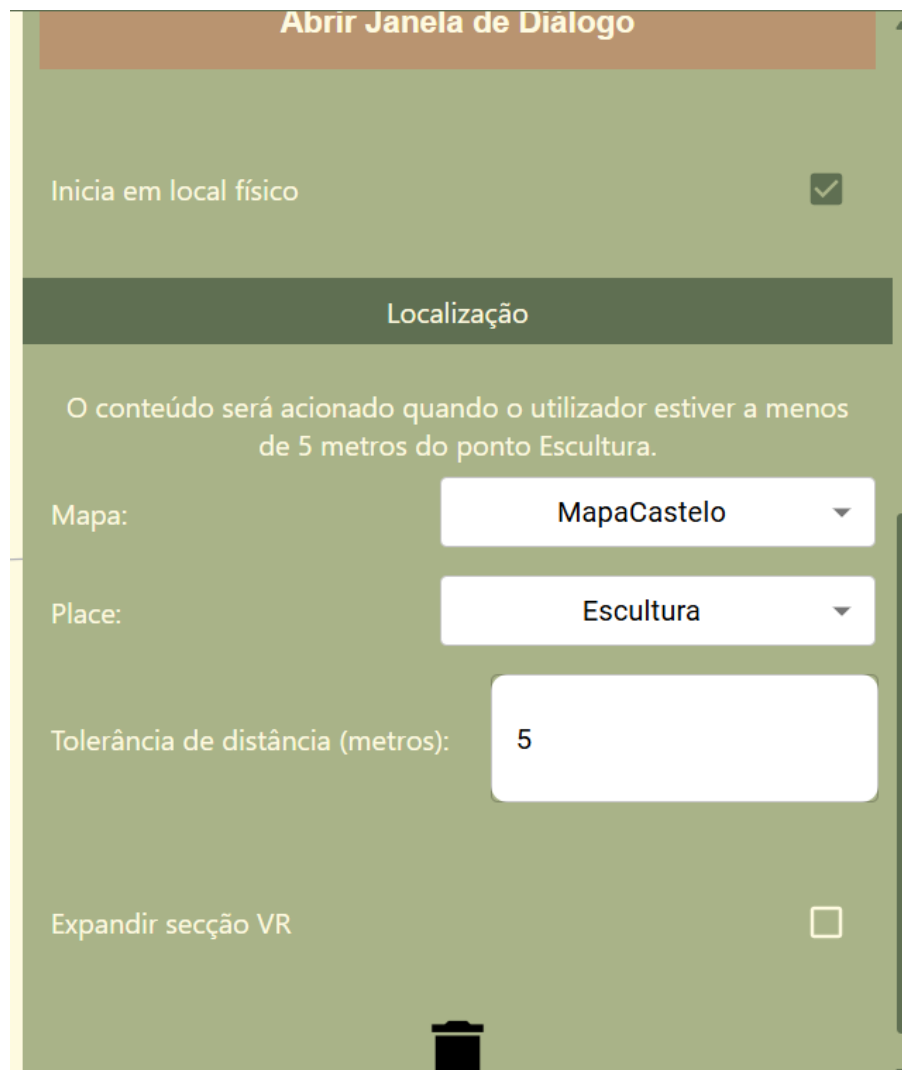 Abrir Janela de Diálogo
Inicia em local físico
Localização
O conteúdo será acionado quando o utilizador estiver a menos
de 5 metros do ponto Escultura.
Mapa:
MapaCastelo
Place:
Escultura
Tolerância de distância (metros):
5
Expandir secção VR